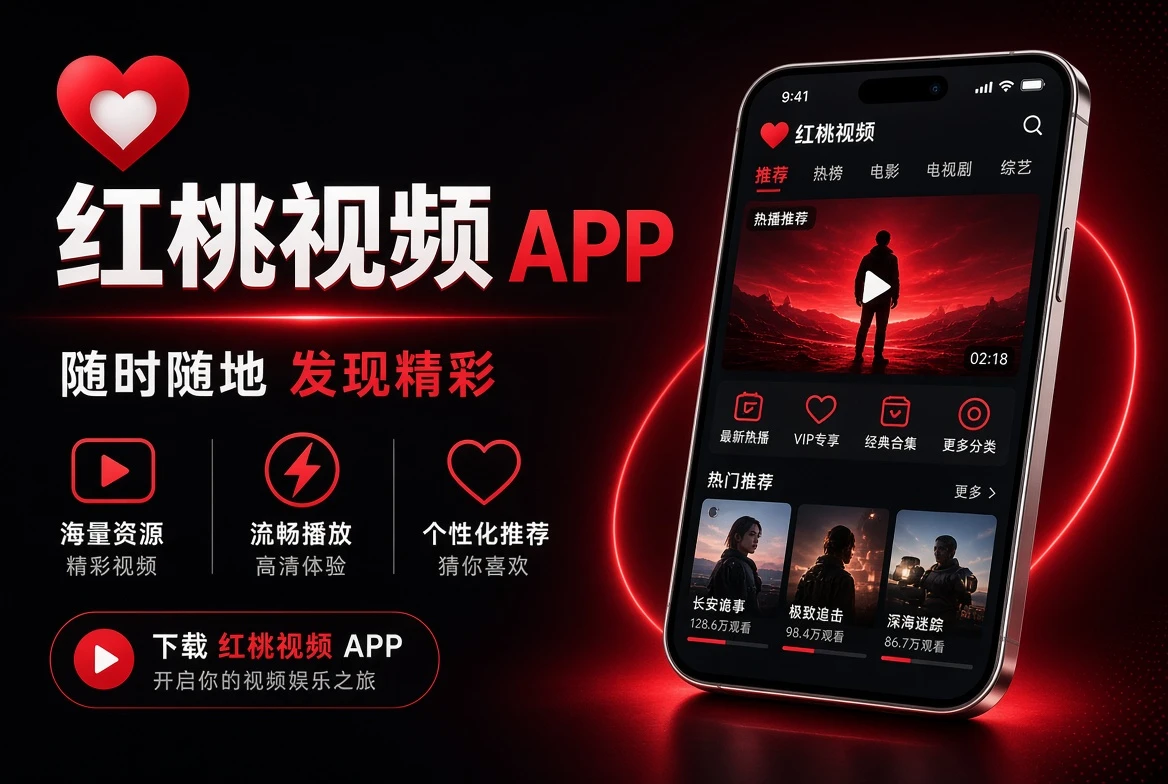 红桃视频 APP
随时随地 发现精彩
海量资源
精彩视频
流畅播放
高清体验
个性化推荐
猜你喜欢
下载 红桃视频 APP
开启你的视频娱乐之旅
9:41
红桃视频
推荐 热榜 电影 电视剧 综艺
热播推荐
02:18
最新热播 VIP专享 经典合集 更多分类
热门推荐 更多
长安诡事
128.6万观看
极致追击
98.4万观看
深海迷踪
86.7万观看